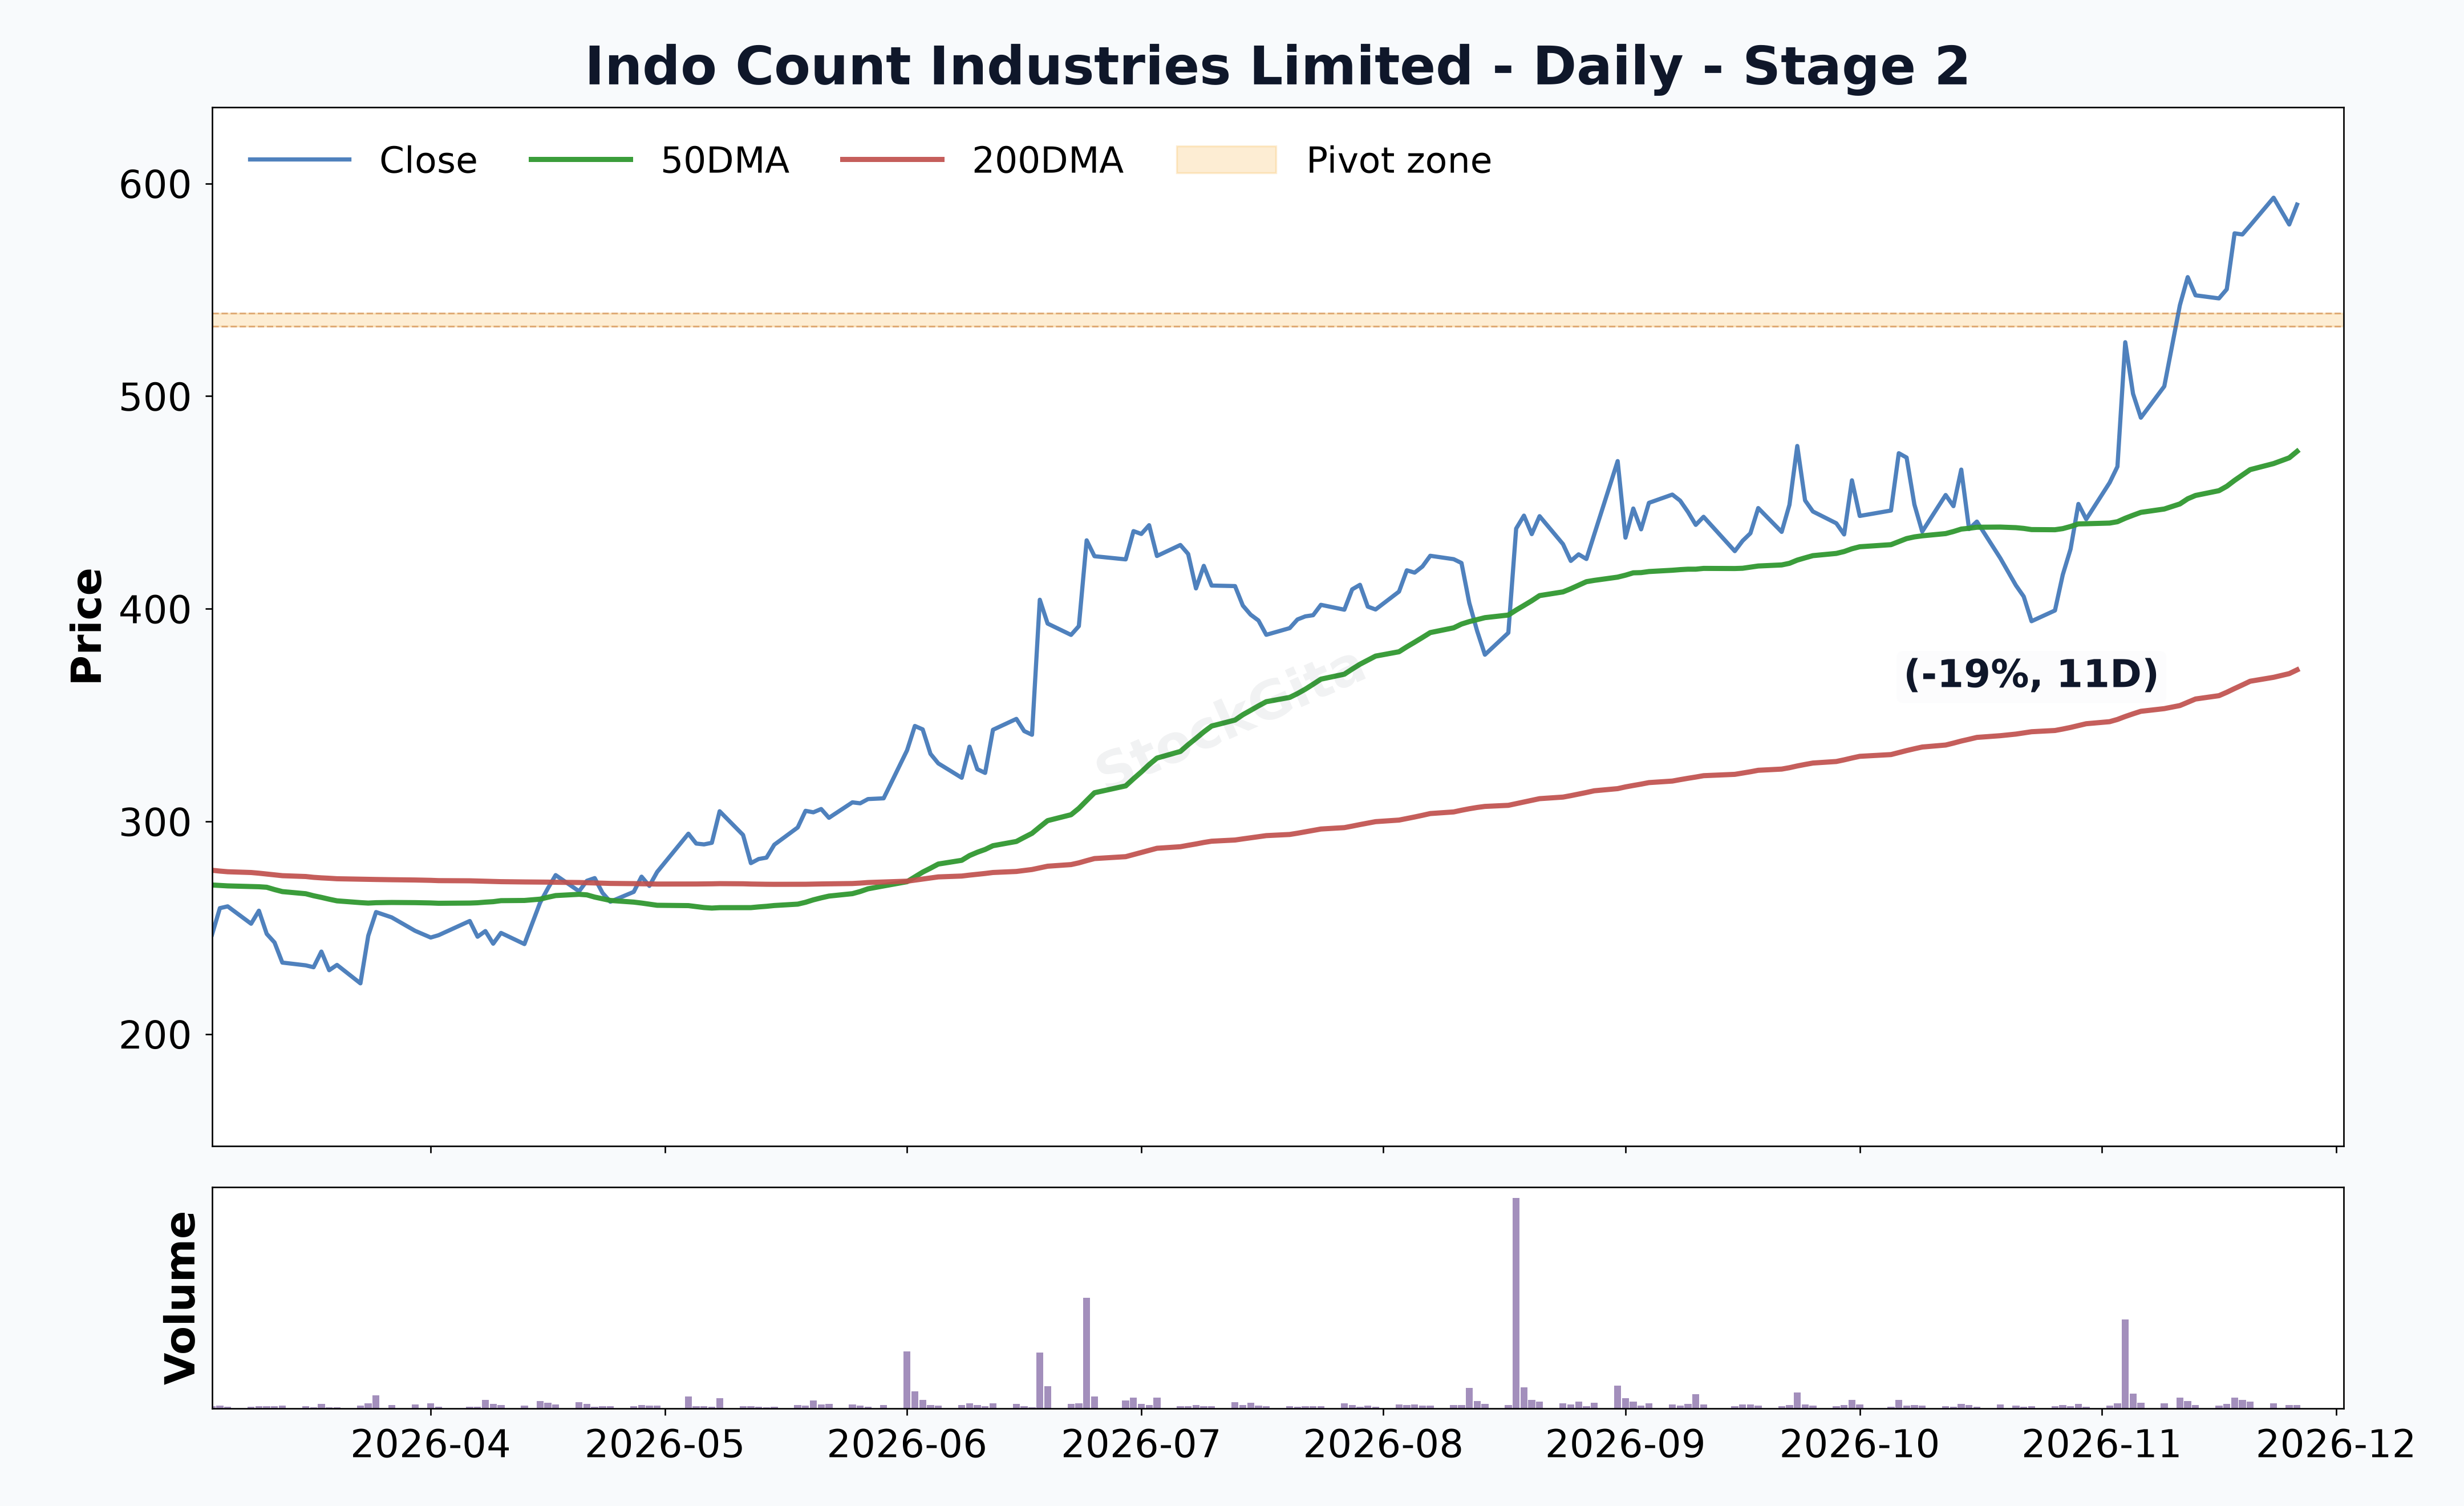 Indo Count Industries Limited - Daily - Stage 2
Close 50DMA 200DMA Pivot zone
600
500
400
300
200
Price
StockGita
(-19%, 11D)
Volume
2026-04 2026-05 2026-06 2026-07 2026-08 2026-09 2026-10 2026-11 2026-12